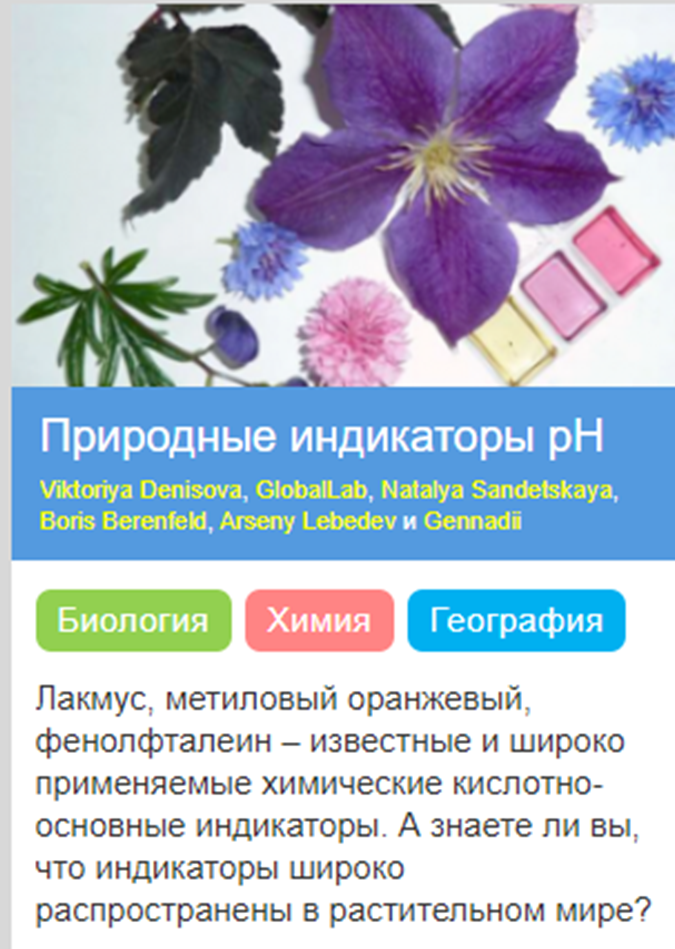 Природные индикаторы pH
Viktoriya Denisova, GlobalLab, Natalya Sandetskaya,
Boris Berenfeld, Arseny Lebedev и Gennadii
Биология Химия География
Лакмус, метиловый оранжевый,
фенолфталеин – известные и широко
применяемые химические кислотно-
основные индикаторы. А знаете ли вы,
что индикаторы широко
распространены в растительном мире?